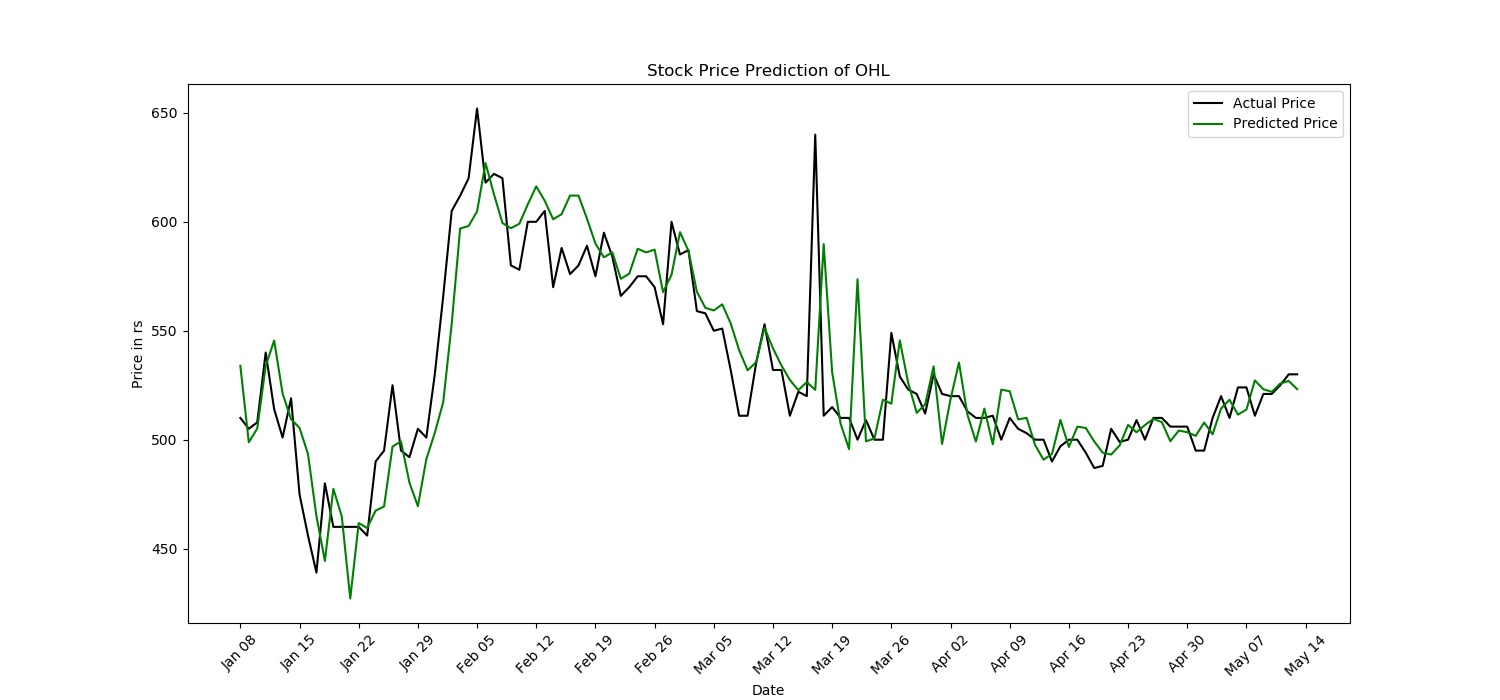 Stock Price Prediction of OHL
Actual Price
Predicted Price
650
600
550
500
450
Price in rs
Jan 08
Jan 15
Jan 22
Jan 29
Feb 05
Feb 12
Feb 19
Feb 26
Mar 05
Mar 12
Mar 19
Mar 26
Apr 02
Apr 09
Apr 16
Apr 23
Apr 30
May 07
May 14
Date